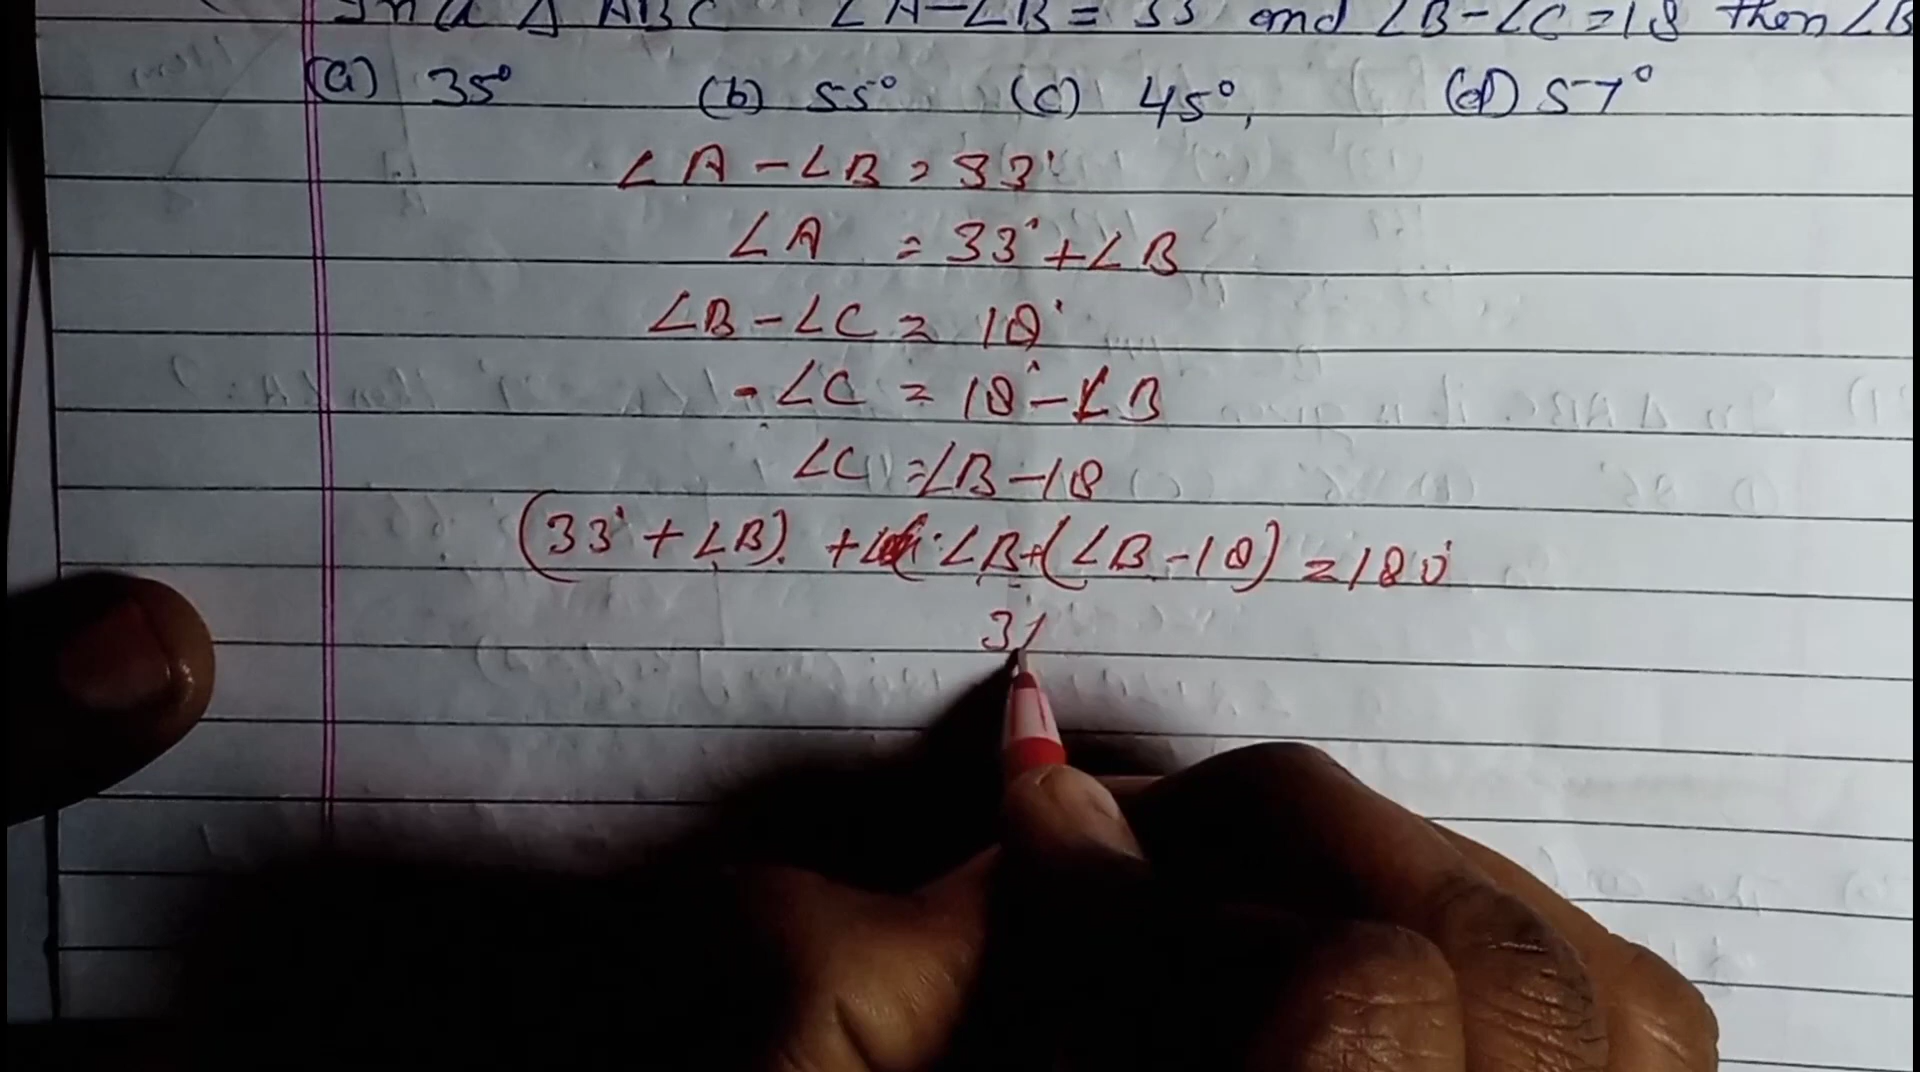 In a Δ ABC ∠A-∠B = 33 and ∠B-∠C=18 then ∠B
(a) 35° (b) 55° (c) 45°, (d) 57°
∠A-∠B = 33°
∠A = 33°+∠B
∠B-∠C = 18°
-∠C = 18°-∠B
∠C =∠B-18
(33°+∠B) + ∠B+(∠B-18) =180°
3∠